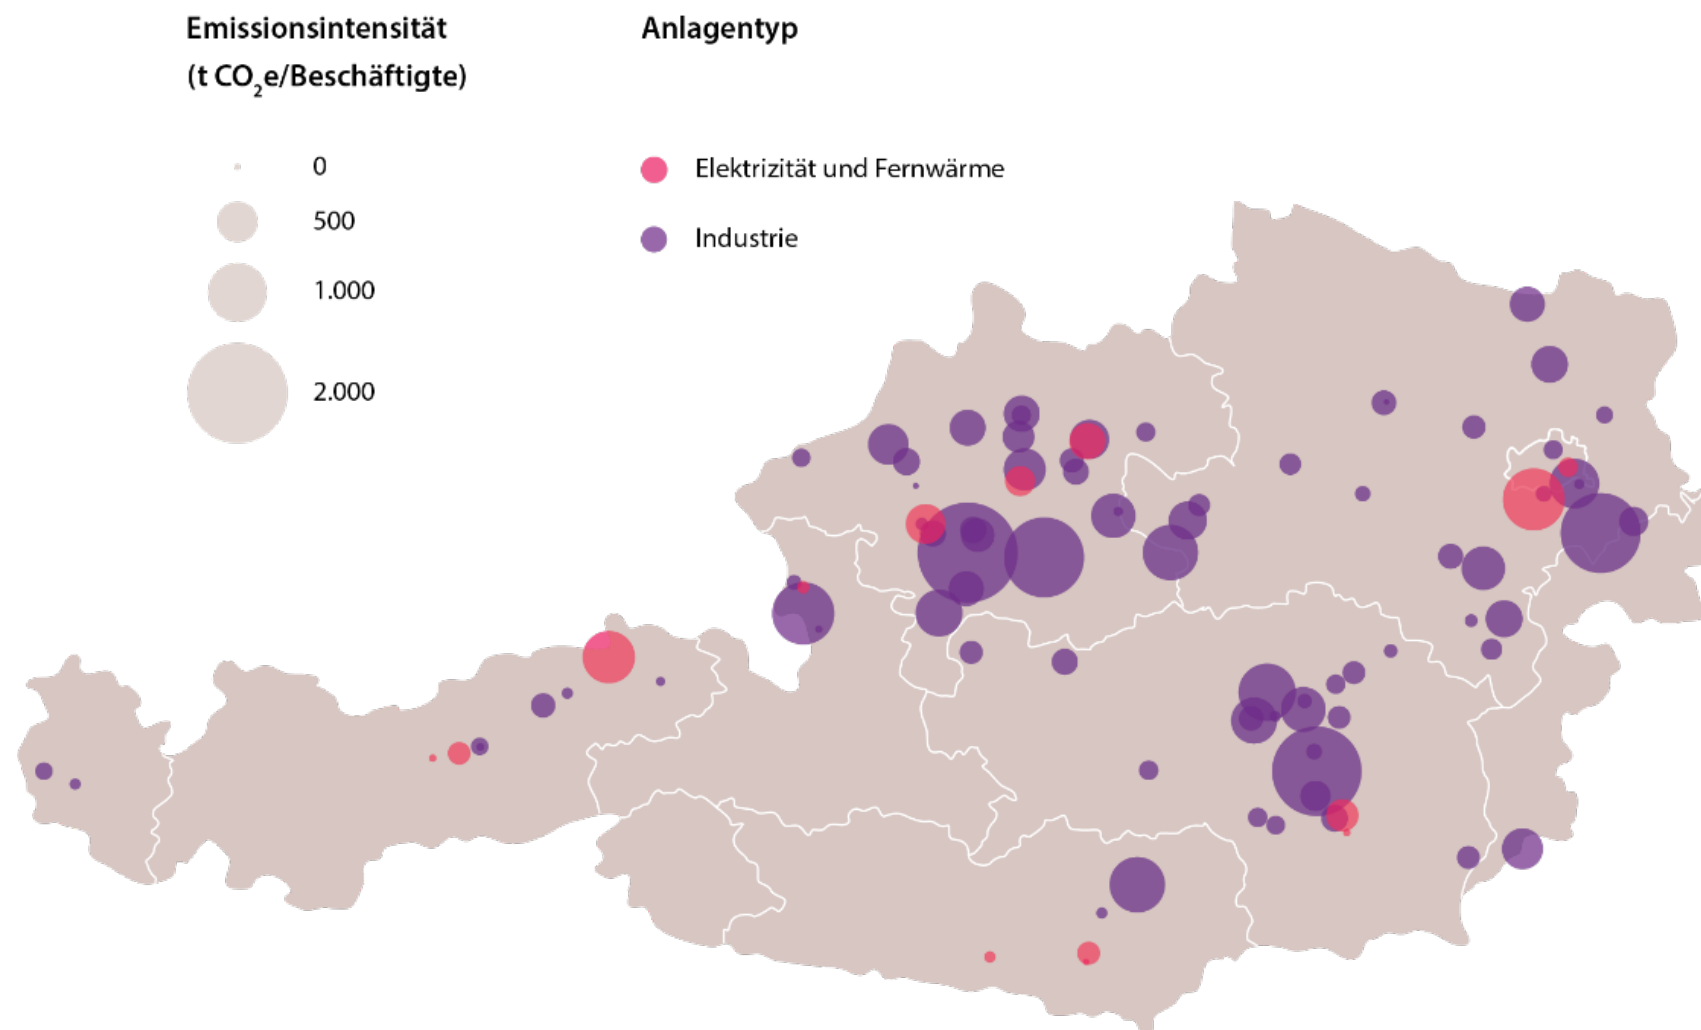 Emissionsintensität
(t CO₂e/Beschäftigte)
0
500
1.000
2.000
Anlagentyp
Elektrizität und Fernwärme
Industrie